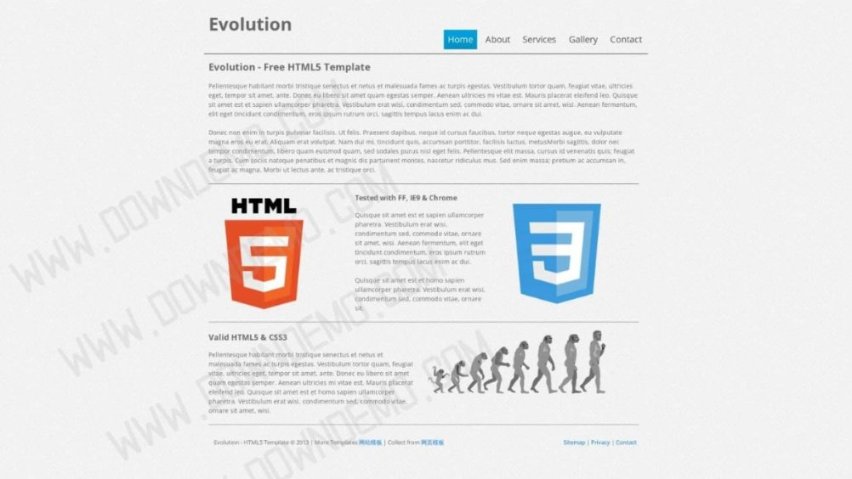 Evolution
Home About Services Gallery Contact
Evolution - Free HTML5 Template
Pellentesque habitant morbi tristique senectus et netus et malesuada fames ac turpis egestas. Vestibulum tortor quam, feugiat vitae, ultricies
eget, tempor sit amet, ante. Donec eu libero sit amet quam egestas semper. Aenean ultricies mi vitae est. Mauris placerat eleifend leo. Quisque
sit amet est et sapien ullamcorper pharetra. Vestibulum erat wisi, condimentum sed, commodo vitae, ornare sit amet, wisi. Aenean fermentum,
elit eget tincidunt condimentum, eros ipsum rutrum orci, sagittis tempus lacus enim ac dui.
Donec non enim in turpis pulvinar facilisis. Ut felis. Praesent dapibus, neque id cursus faucibus, tortor neque egestas augue, eu vulputate
magna eros eu erat. Aliquam erat volutpat. Nam dui mi, tincidunt quis, accumsan porttitor, facilisis luctus, metusMorbi sagittis, dolor nec
tempor condimentum, libero quam euismod quam, sed sodales purus nisl eget felis. Pellentesque elit massa, cursus id venenatis quis, feugiat
a turpis. Cum sociis natoque penatibus et magnis dis parturient montes, nascetur ridiculus mus. Sed enim massa, pretium ac accumsan in,
feugiat ac magna. Morbi ut lectus ante, ac tristique orci.
HTML
5
Tested with FF, IE9 & Chrome
Quisque sit amet est et sapien ullamcorper
pharetra. Vestibulum erat wisi,
condimentum sed, commodo vitae, ornare
sit amet, wisi. Aenean fermentum, elit eget
tincidunt condimentum, eros ipsum rutrum
orci, sagittis tempus lacus enim ac dui.
Quisque sit amet est et homo sapien
ullamcorper pharetra. Vestibulum erat wisi,
condimentum sed, commodo vitae, ornare
sit.
3
Valid HTML5 & CSS3
Pellentesque habitant morbi tristique senectus et netus et
malesuada fames ac turpis egestas. Vestibulum tortor quam, feugiat
vitae, ultricies eget, tempor sit amet, ante. Donec eu libero sit amet
quam egestas semper. Aenean ultricies mi vitae est. Mauris placerat
eleifend leo. Quisque sit amet est et homo sapien ullamcorper
pharetra. Vestibulum erat wisi, condimentum sed, commodo vitae,
ornare sit amet, wisi.
Evolution - HTML5 Template © 2013 | More Templates 网站模板 | Collect from 网页模板
Sitemap | Privacy | Contact
WWW.DOWNDEMO.COM
WWW.DOWNDEMO.COM
WWW.DOWNDEMO.COM
WWW.DOWNDEMO.COM